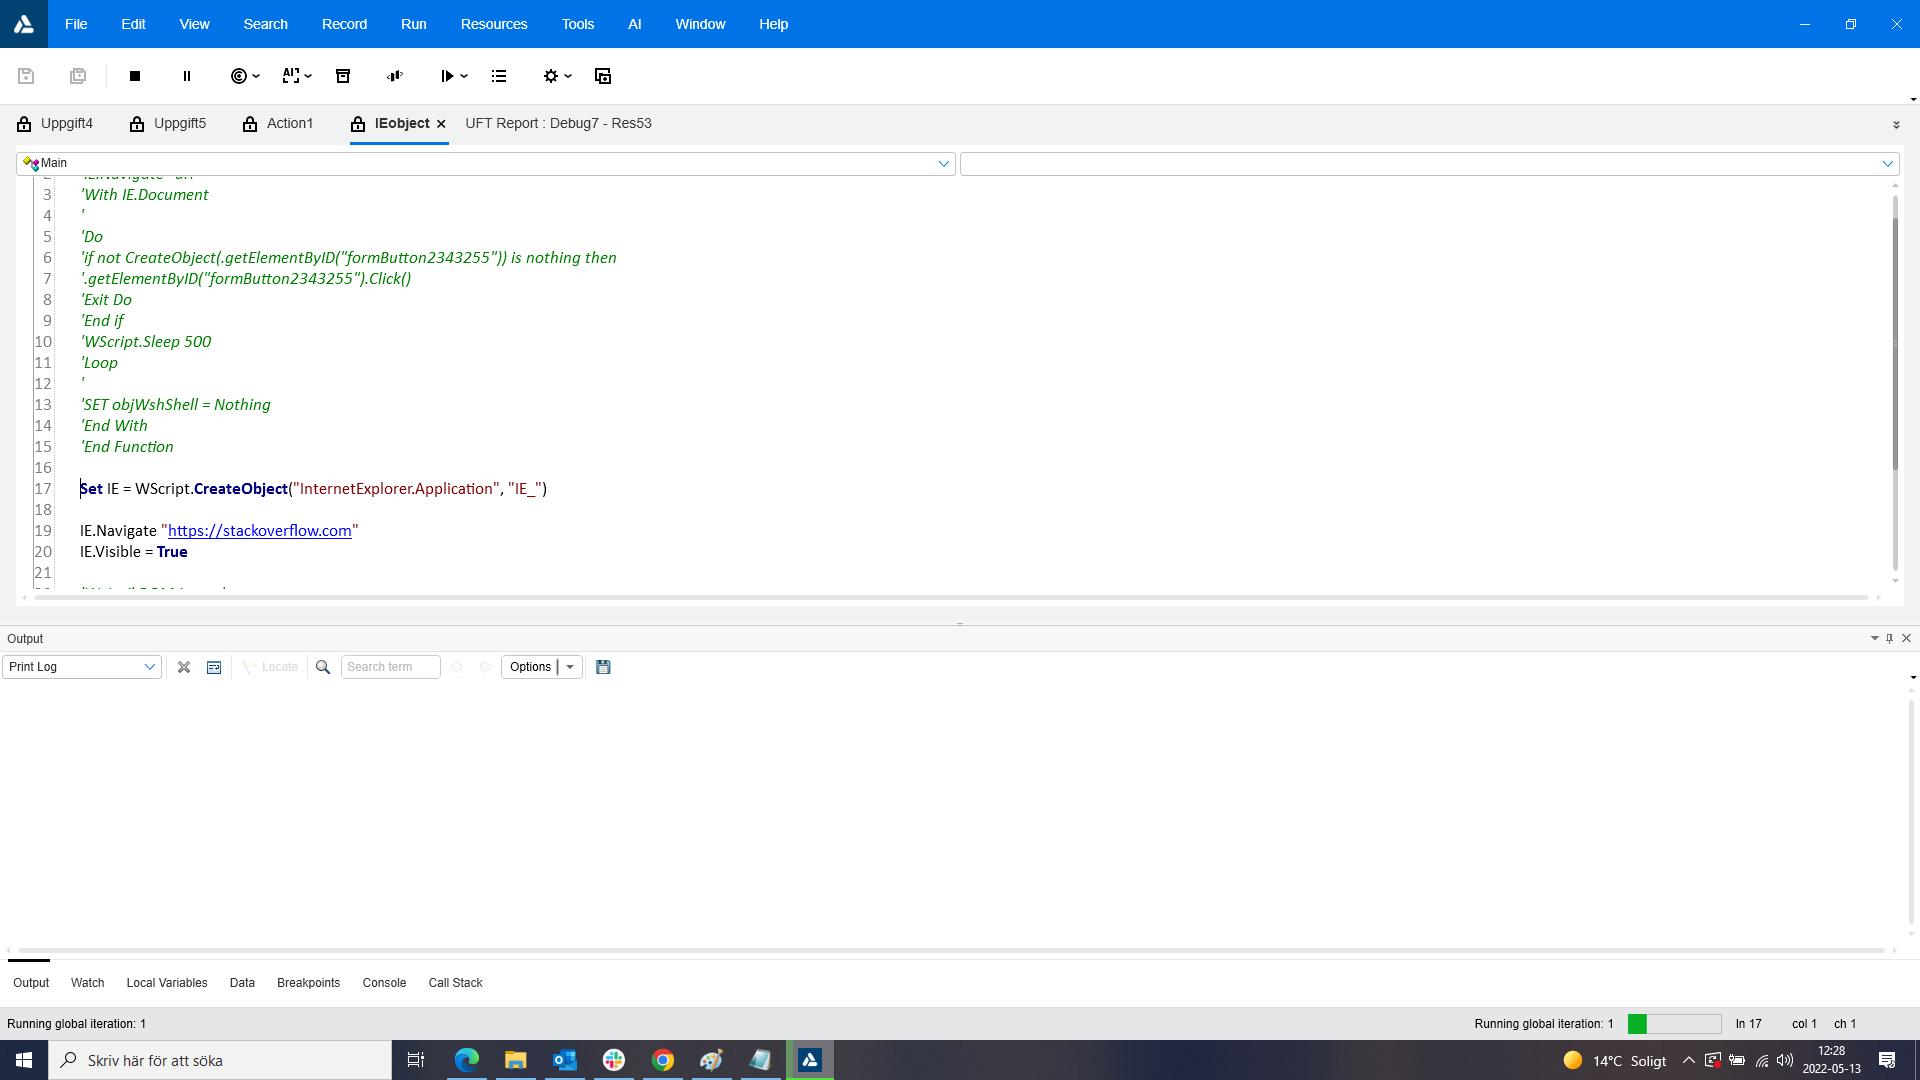 File Edit View Search Record Run Resources Tools AI Window Help
Uppgift4 Uppgift5 Action1 IEobject UFT Report : Debug7 - Res53
Main
3 'With IE.Document
4 '
5 'Do
6 'if not CreateObject(.getElementByID("formButton2343255")) is nothing then
7 '.getElementByID("formButton2343255").Click()
8 'Exit Do
9 'End if
10 'WScript.Sleep 500
11 'Loop
12 '
13 'SET objWshShell = Nothing
14 'End With
15 'End Function
16
17 Set IE = WScript.CreateObject("InternetExplorer.Application", "IE_")
18
19 IE.Navigate "https://stackoverflow.com"
20 IE.Visible = True
21
Output
Print Log Locate Search term Options
Output Watch Local Variables Data Breakpoints Console Call Stack
Running global iteration: 1 Running global iteration: 1 ln 17 col 1 ch 1
Skriv här för att söka 14°C Soligt 12:28
2022-05-13